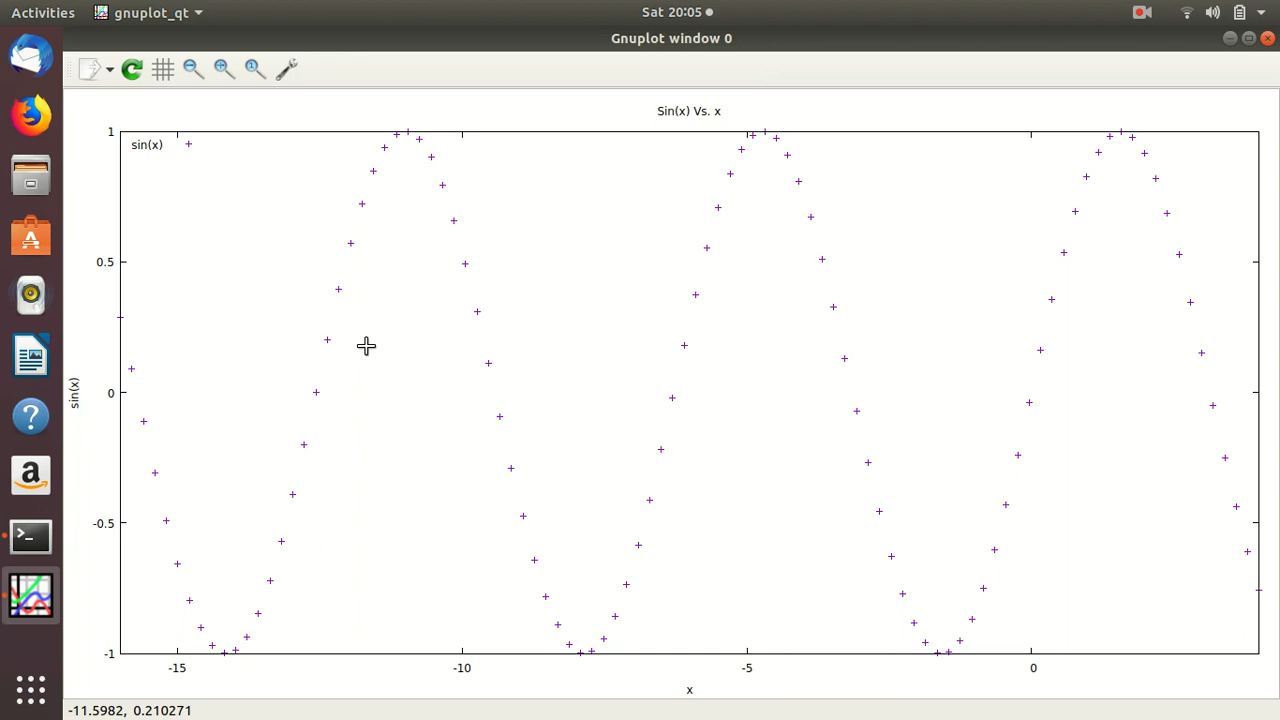 Activities gnuplot_qt Sat 20:05
Gnuplot window 0
Sin(x) Vs. x
sin(x)
1
0.5
0
-0.5
-1
sin(x)
-15 -10 -5 0
x
-11.5982, 0.210271